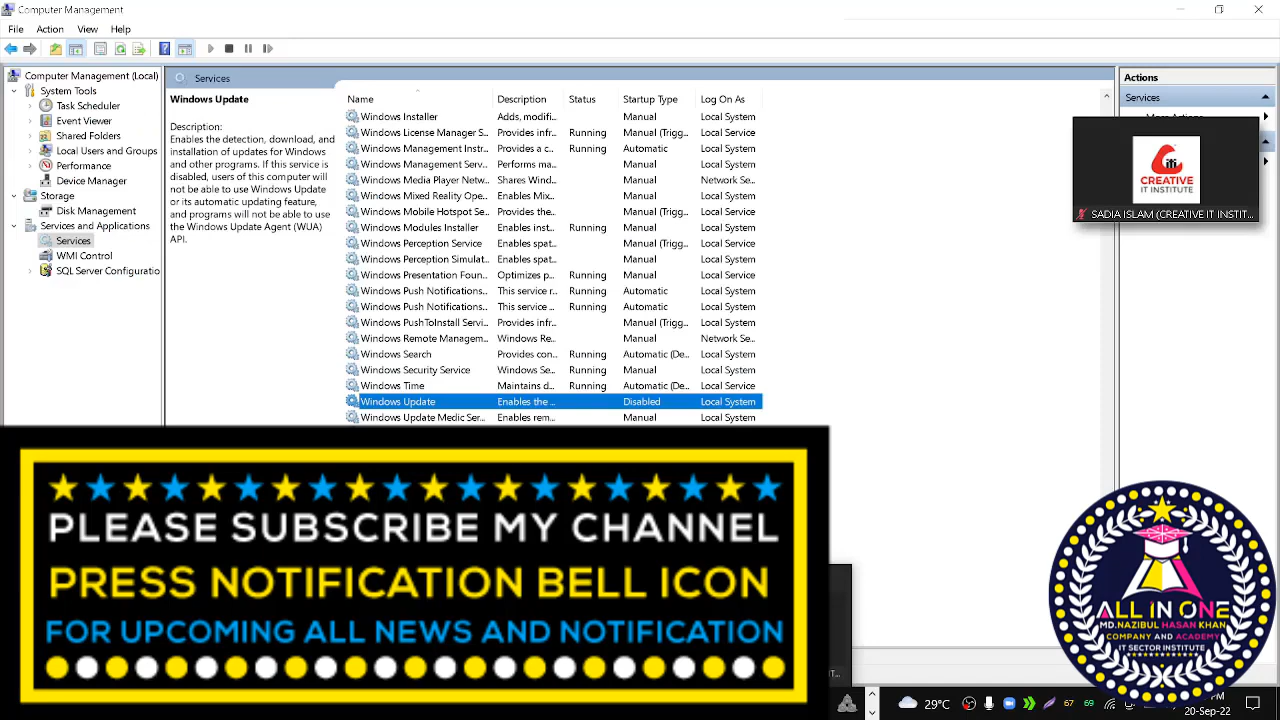 Computer Management
File Action View Help
Computer Management (Local)
System Tools
Task Scheduler
Event Viewer
Shared Folders
Local Users and Groups
Performance
Device Manager
Storage
Disk Management
Services and Applications
Services
WMI Control
SQL Server Configuratio
Services
Windows Update
Description:
Enables the detection, download, and
installation of updates for Windows
and other programs. If this service is
disabled, users of this computer will
not be able to use Windows Update
or its automatic updating feature,
and programs will not be able to use
the Windows Update Agent (WUA)
API.
Name Description Status Startup Type Log On As
Windows Installer Adds, modifi... Manual Local System
Windows License Manager S... Provides infr... Running Manual (Trigg... Local Service
Windows Management Instr... Provides a c... Running Automatic Local System
Windows Management Servi... Performs ma... Manual Local System
Windows Media Player Netw... Shares Wind... Manual Network Se...
Windows Mixed Reality Ope... Enables Mix... Manual Local System
Windows Mobile Hotspot Se... Provides the... Manual (Trigg... Local Service
Windows Modules Installer Enables inst... Running Manual Local System
Windows Perception Service Enables spat... Manual (Trigg... Local Service
Windows Perception Simulat... Enables spat... Manual Local System
Windows Presentation Foun... Optimizes p... Running Manual Local Service
Windows Push Notifications... This service r... Running Automatic Local System
Windows Push Notifications... This service ... Running Automatic Local System
Windows PushToInstall Servi... Provides infr... Manual (Trigg... Local System
Windows Remote Managem... Windows Re... Manual Network Se...
Windows Search Provides con... Running Automatic (De... Local System
Windows Security Service Windows Se... Running Manual Local System
Windows Time Maintains d... Running Automatic (De... Local Service
Windows Update Enables the ... Disabled Local System
Windows Update Medic Ser... Enables rem... Manual Local System
Actions
Services
CREATIVE
IT INSTITUTE
SADIA ISLAM (CREATIVE IT INSTIT...
PLEASE SUBSCRIBE MY CHANNEL
PRESS NOTIFICATION BELL ICON
FOR UPCOMING ALL NEWS AND NOTIFICATION
ALL IN ONE
MD.NAZIBUL HASAN KHAN
COMPANY AND ACADEMY
IT SECTOR INSTITUTE
29°C
57 69
PM
20-Sep-22